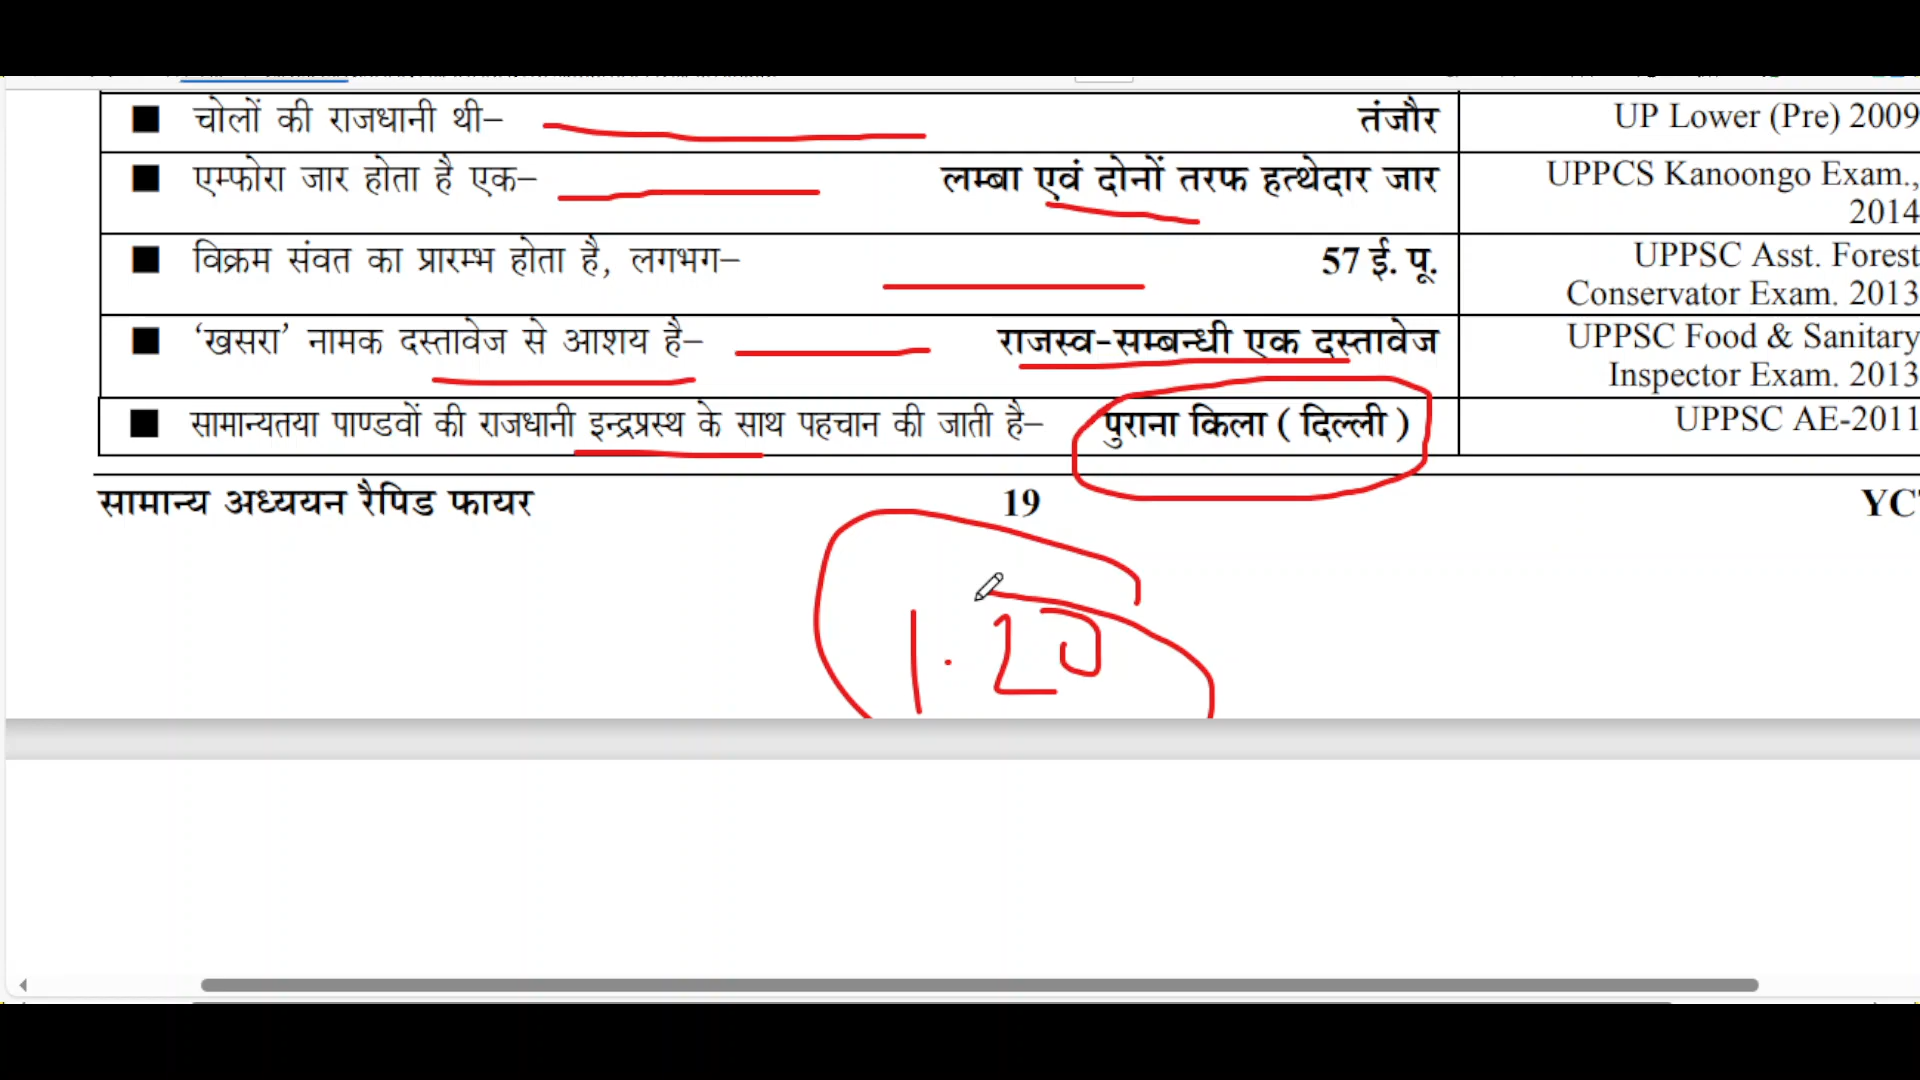 ■ चोलों की राजधानी थी– तंजौर UP Lower (Pre) 2009
■ एम्फोरा जार होता है एक– लम्बा एवं दोनों तरफ हत्थेदार जार UPPCS Kanoongo Exam.,
2014
■ विक्रम संवत का प्रारम्भ होता है, लगभग– 57 ई. पू. UPPSC Asst. Forest
Conservator Exam. 2013
■ ‘खसरा’ नामक दस्तावेज से आशय है– राजस्व-सम्बन्धी एक दस्तावेज UPPSC Food & Sanitary
Inspector Exam. 2013
■ सामान्यतया पाण्डवों की राजधानी इन्द्रप्रस्थ के साथ पहचान की जाती है– पुराना किला ( दिल्ली ) UPPSC AE-2011
सामान्य अध्ययन रैपिड फायर 19 YC
1.20